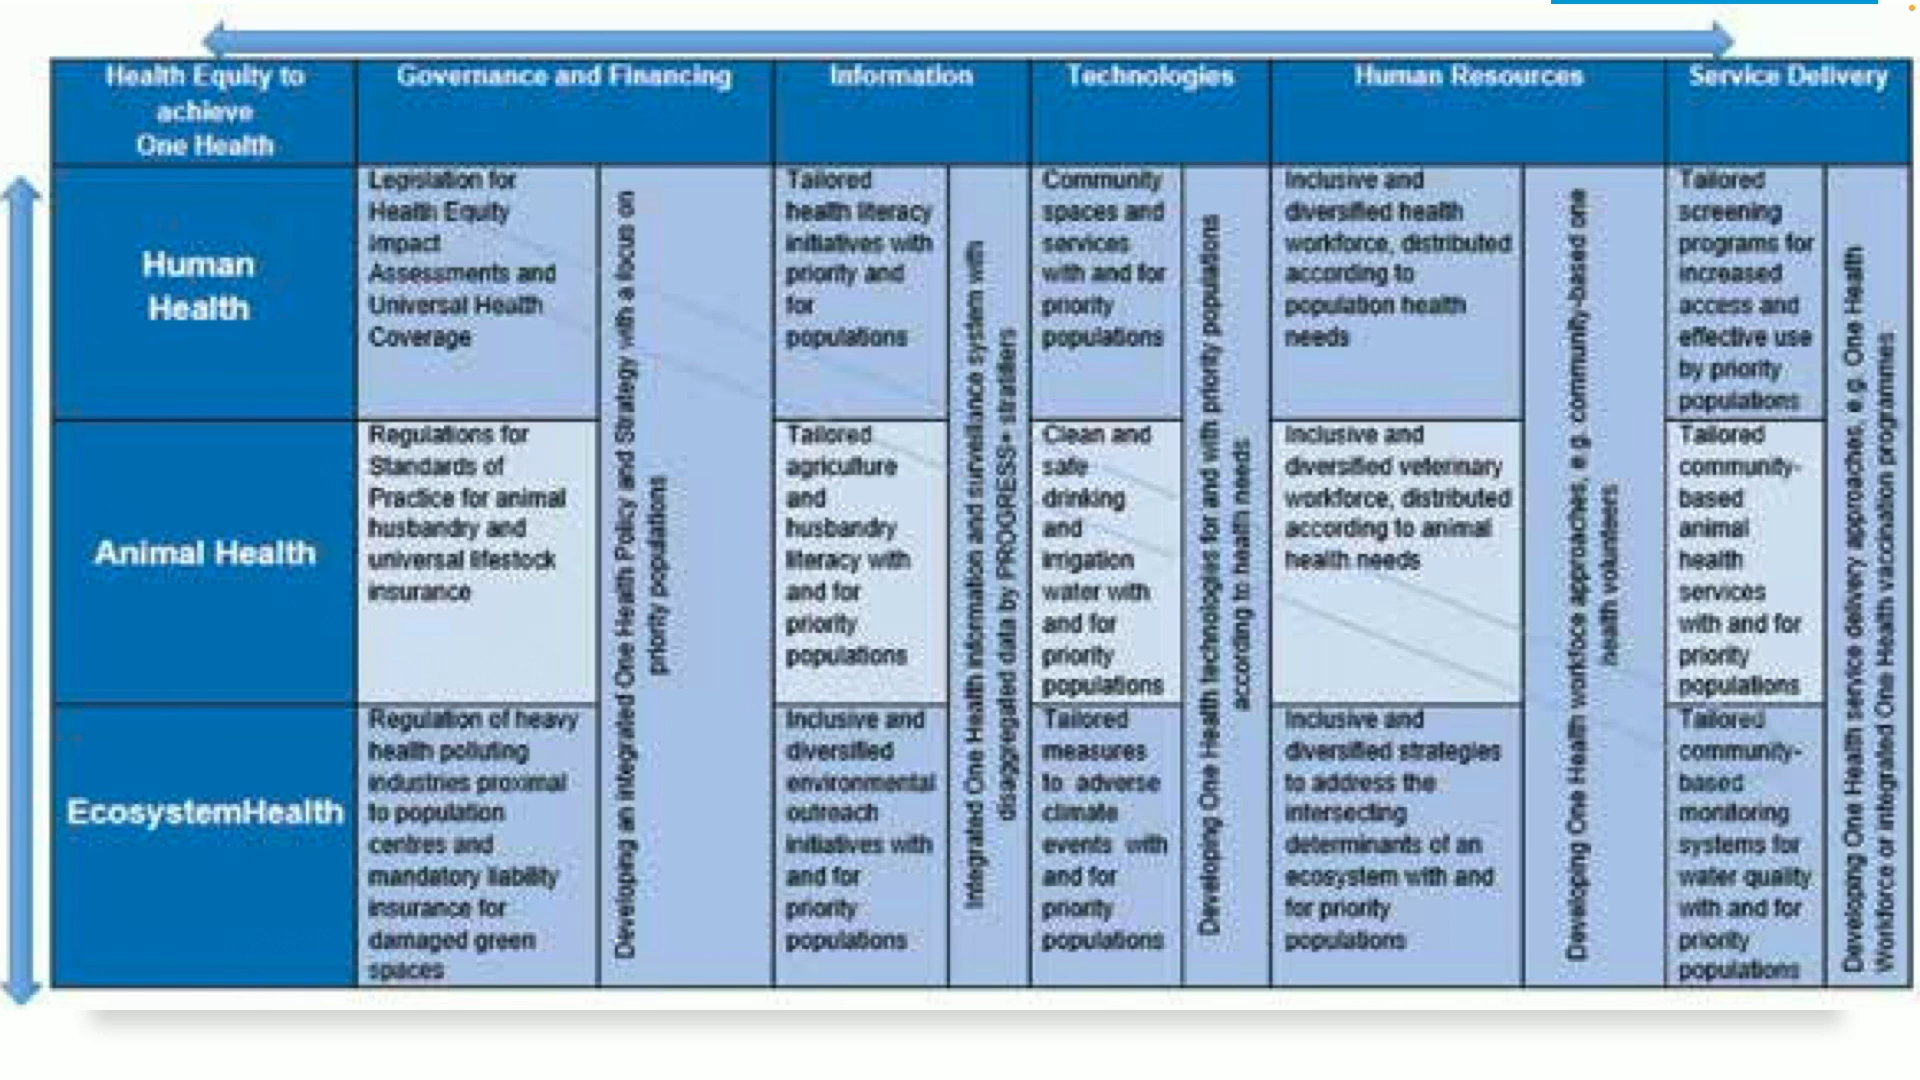 Health Equity to
achieve
One Health
Governance and Financing
Information
Technologies
Human Resources
Service Delivery
Human
Health
Legislation for
Health Equity
Impact
Assessments and
Universal Health
Coverage
Developing an integrated One Health Policy and Strategy with a focus on
priority populations
Tailored
health literacy
initiatives with
priority and
for
populations
Integrated One Health information and surveillance system with
disaggregated data by PROGRESS+ stratifiers
Community
spaces and
services
with and for
priority
populations
Developing One Health technologies for and with priority populations
according to health needs
Inclusive and
diversified health
workforce, distributed
according to
population health
needs
Developing One Health workforce approaches, e.g. community-based one
health volunteers
Tailored
screening
programs for
increased
access and
effective use
by priority
populations
Developing One Health service delivery approaches, e.g. One Health
Workforce or integrated One Health vaccination programmes
Animal Health
Regulations for
Standards of
Practice for animal
husbandry and
universal lifestock
insurance
Tailored
agriculture
and
husbandry
literacy with
and for
priority
populations
Clean and
safe
drinking
and
irrigation
water with
and for
priority
populations
Inclusive and
diversified veterinary
workforce, distributed
according to animal
health needs
Tailored
community-
based
animal
health
services
with and for
priority
populations
EcosystemHealth
Regulation of heavy
health polluting
industries proximal
to population
centres and
mandatory liability
insurance for
damaged green
spaces
Inclusive and
diversified
environmental
outreach
initiatives with
and for
priority
populations
Tailored
measures
to adverse
climate
events with
and for
priority
populations
Inclusive and
diversified strategies
to address the
intersecting
determinants of an
ecosystem with and
for priority
populations
Tailored
community-
based
monitoring
systems for
water quality
with and for
priority
populations